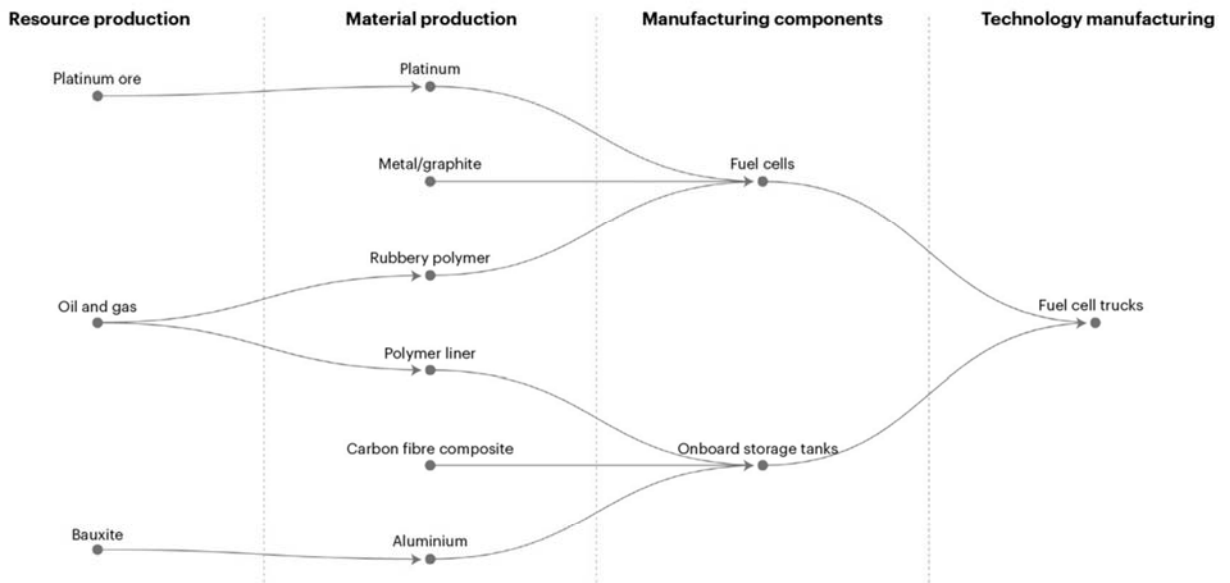 Resource production
Material production
Manufacturing components
Technology manufacturing
Platinum ore
Platinum
Metal/graphite
Fuel cells
Rubbery polymer
Oil and gas
Fuel cell trucks
Polymer liner
Carbon fibre composite
Onboard storage tanks
Bauxite
Aluminium